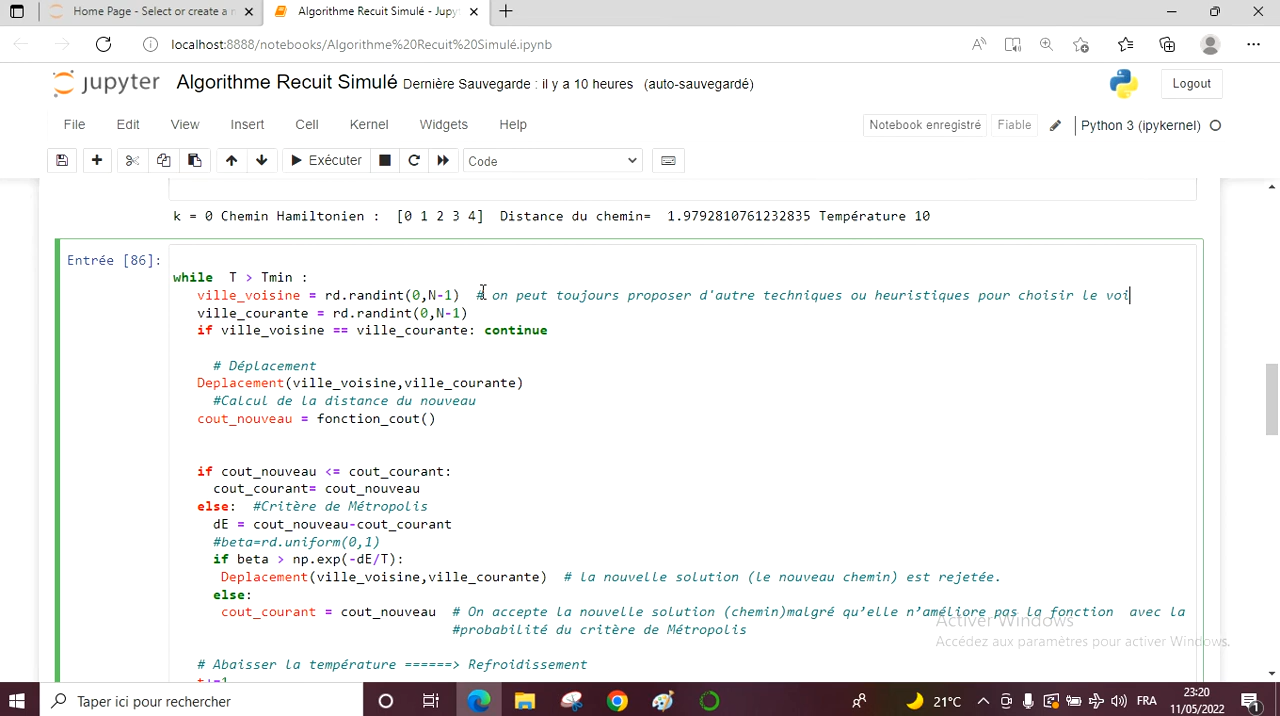 Home Page - Select or create a n
Algorithme Recuit Simulé - Jupy
localhost:8888/notebooks/Algorithme%20Recuit%20Simulé.ipynb
jupyter Algorithme Recuit Simulé Dernière Sauvegarde : il y a 10 heures (auto-sauvegardé)
Logout
File Edit View Insert Cell Kernel Widgets Help
Notebook enregistré Fiable Python 3 (ipykernel)
Exécuter Code
k = 0 Chemin Hamiltonien : [0 1 2 3 4] Distance du chemin= 1.9792810761232835 Température 10
Entrée [86]:
while T > Tmin :
ville_voisine = rd.randint(0,N-1) # on peut toujours proposer d'autre techniques ou heuristiques pour choisir le voi
ville_courante = rd.randint(0,N-1)
if ville_voisine == ville_courante: continue
# Déplacement
Deplacement(ville_voisine,ville_courante)
#Calcul de la distance du nouveau
cout_nouveau = fonction_cout()
if cout_nouveau <= cout_courant:
cout_courant= cout_nouveau
else: #Critère de Métropolis
dE = cout_nouveau-cout_courant
#beta=rd.uniform(0,1)
if beta > np.exp(-dE/T):
Deplacement(ville_voisine,ville_courante) # la nouvelle solution (le nouveau chemin) est rejetée.
else:
cout_courant = cout_nouveau # On accepte la nouvelle solution (chemin)malgré qu’elle n’améliore pas la fonction avec la
#probabilité du critère de Métropolis
Activer Windows
Accédez aux paramètres pour activer Windows.
# Abaisser la température ======> Refroidissement
t+=1
Taper ici pour rechercher
21°C
FRA
23:20
11/05/2022
1